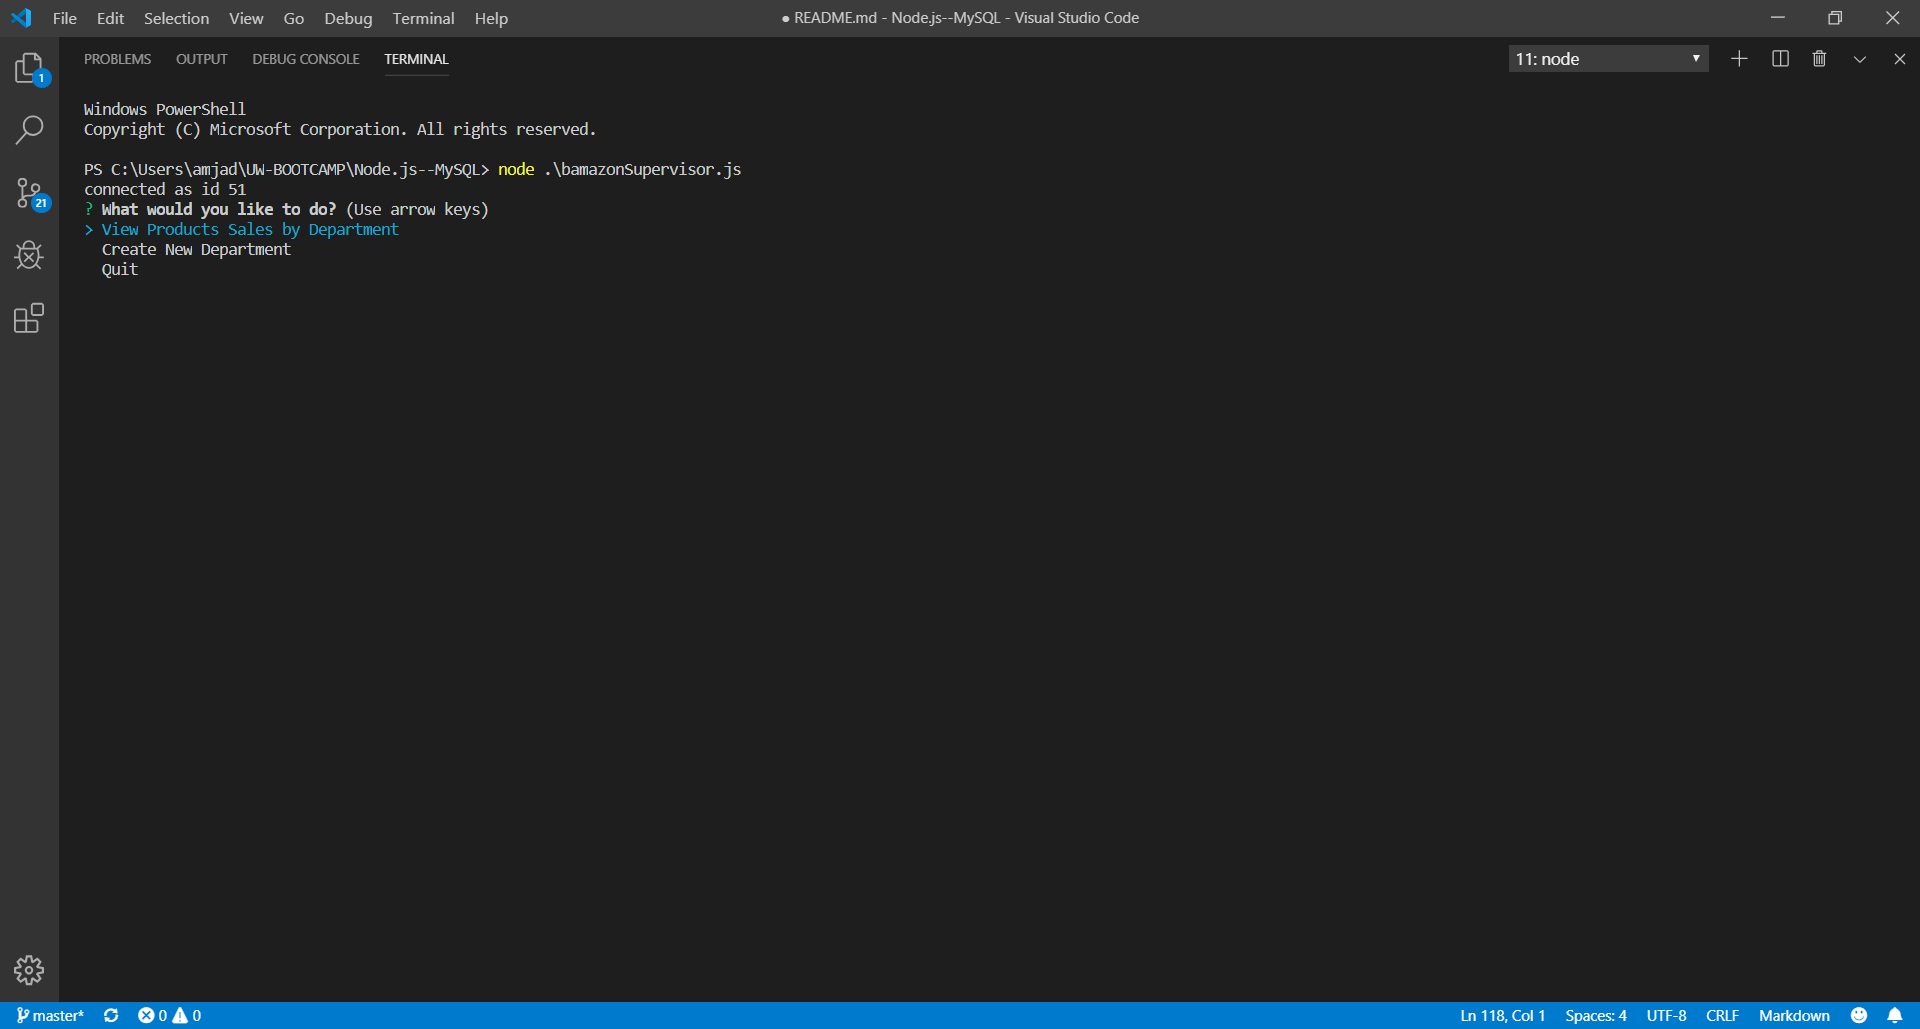 File Edit Selection View Go Debug Terminal Help ● README.md - Node.js--MySQL - Visual Studio Code
PROBLEMS OUTPUT DEBUG CONSOLE TERMINAL 11: node
1
21
Windows PowerShell
Copyright (C) Microsoft Corporation. All rights reserved.
PS C:\Users\amjad\UW-BOOTCAMP\Node.js--MySQL> node .\bamazonSupervisor.js
connected as id 51
? What would you like to do? (Use arrow keys)
> View Products Sales by Department
Create New Department
Quit
master* 0 0 Ln 118, Col 1 Spaces: 4 UTF-8 CRLF Markdown